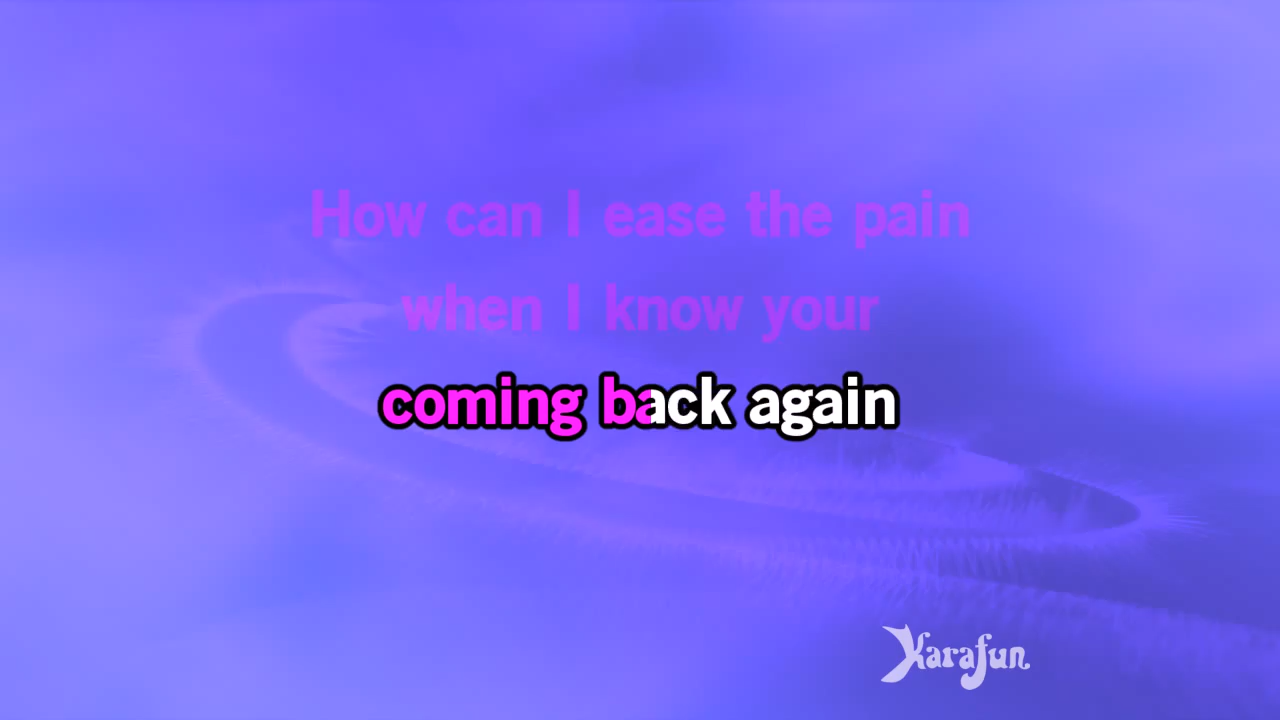 How can I ease the pain
when I know your
coming back again
Karafun